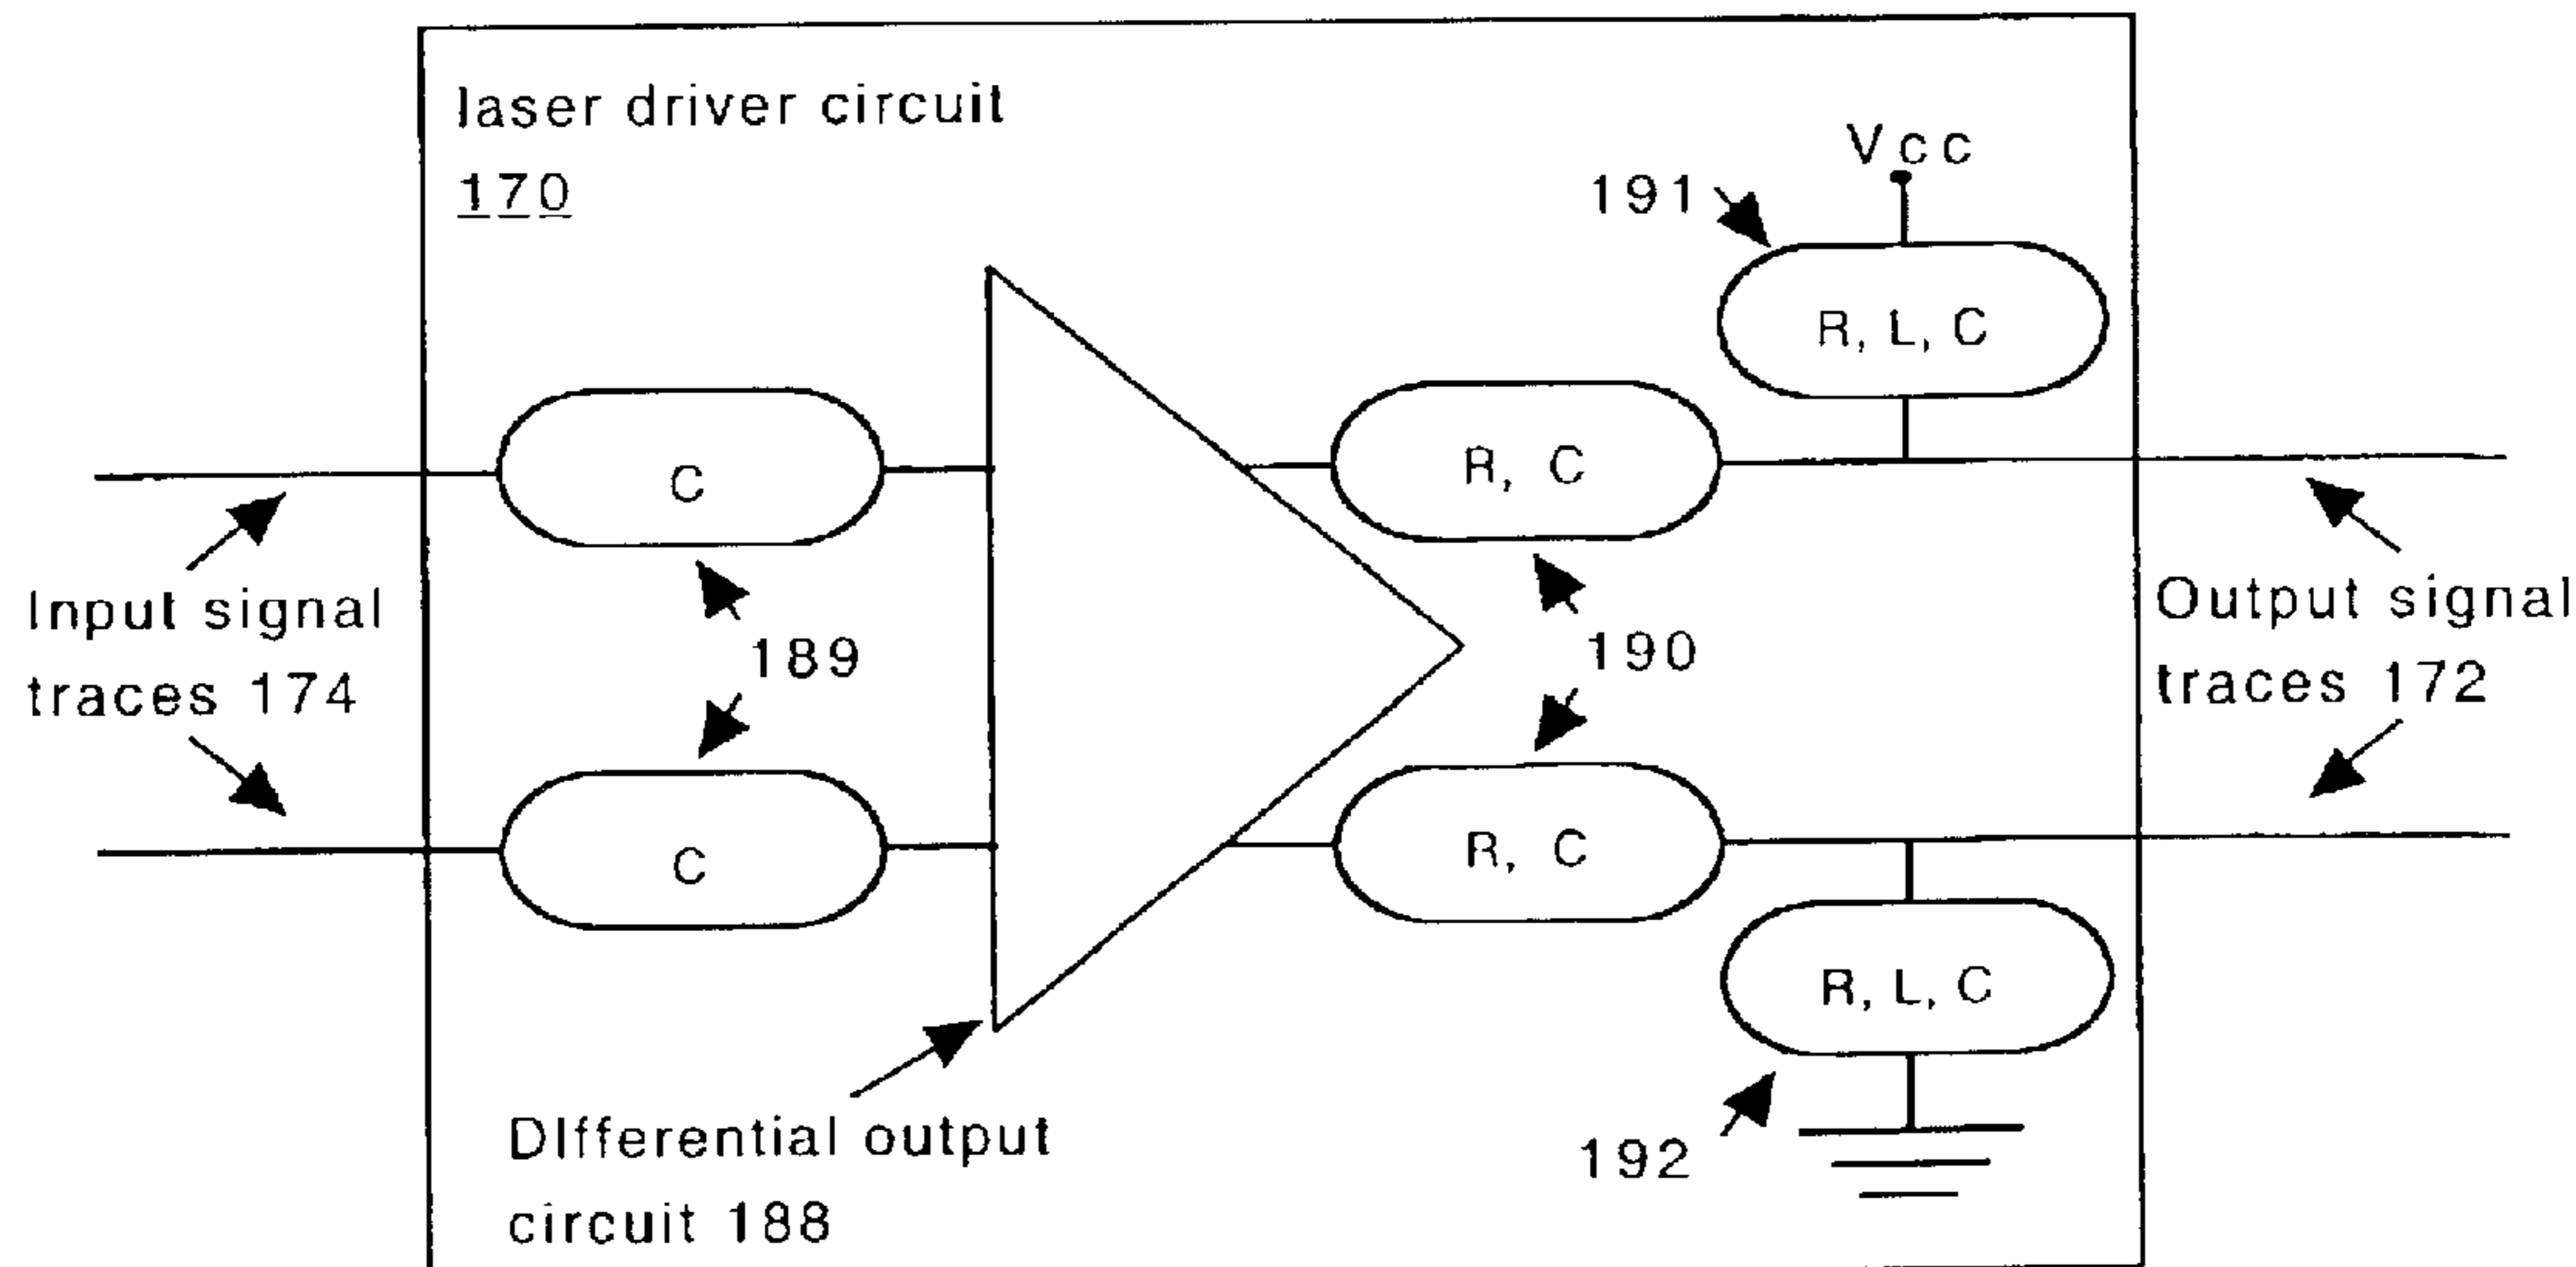 laser driver circuit
170
Vcc
191
R, L, C
C
R, C
Input signal
traces 174
189
190
Output signal
traces 172
C
R, C
R, L, C
192
DIfferential output
circuit 188